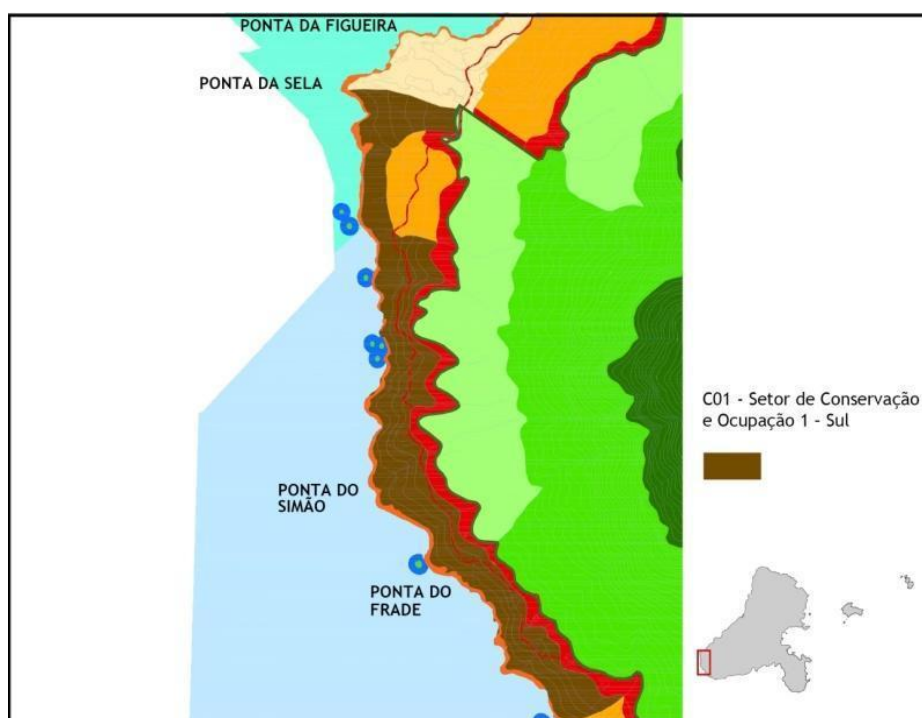 PONTA DA FIGUEIRA
PONTA DA SELA
C01 - Setor de Conservação
e Ocupação 1 - Sul
PONTA DO
SIMÃO
PONTA DO
FRADE